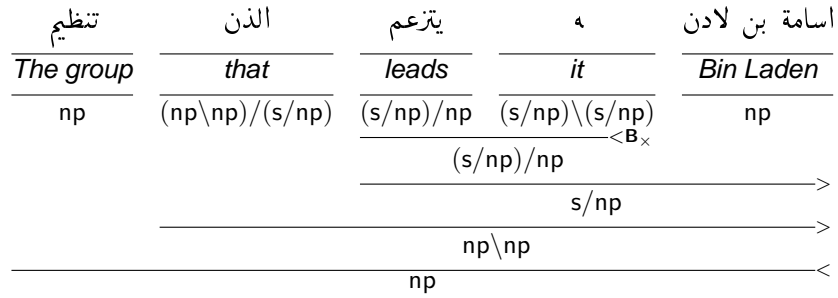 تنظيم الذن يتزعم ه اسامة بن لادن
The group that leads it Bin Laden
np (np\np)/(s/np) (s/np)/np (s/np)\(s/np) np
<B×
(s/np)/np
>
s/np
>
np\np
<
np